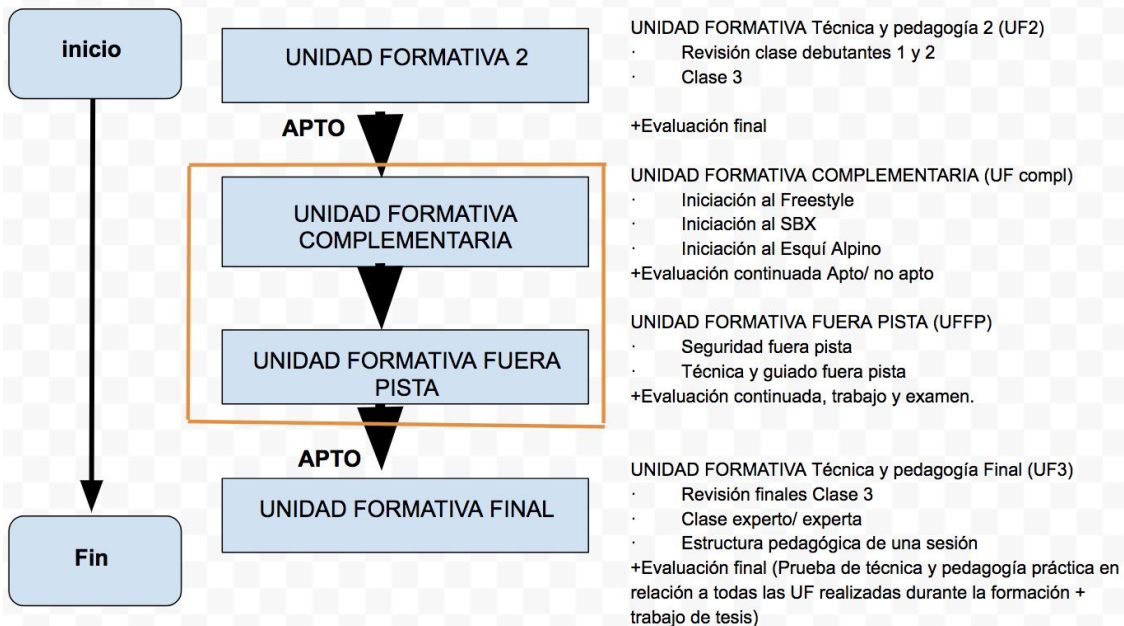 inicio
Fin
UNIDAD FORMATIVA 2
APTO
UNIDAD FORMATIVA
COMPLEMENTARIA
UNIDAD FORMATIVA FUERA
PISTA
APTO
UNIDAD FORMATIVA FINAL
UNIDAD FORMATIVA Técnica y pedagogía 2 (UF2)
· Revisión clase debutantes 1 y 2
· Clase 3
+Evaluación final
UNIDAD FORMATIVA COMPLEMENTARIA (UF compl)
· Iniciación al Freestyle
· Iniciación al SBX
· Iniciación al Esquí Alpino
+Evaluación continuada Apto/ no apto
UNIDAD FORMATIVA FUERA PISTA (UFFP)
· Seguridad fuera pista
· Técnica y guiado fuera pista
+Evaluación continuada, trabajo y examen.
UNIDAD FORMATIVA Técnica y pedagogía Final (UF3)
· Revisión finales Clase 3
· Clase experto/ experta
· Estructura pedagógica de una sesión
+Evaluación final (Prueba de técnica y pedagogía práctica en
relación a todas las UF realizadas durante la formación +
trabajo de tesis)